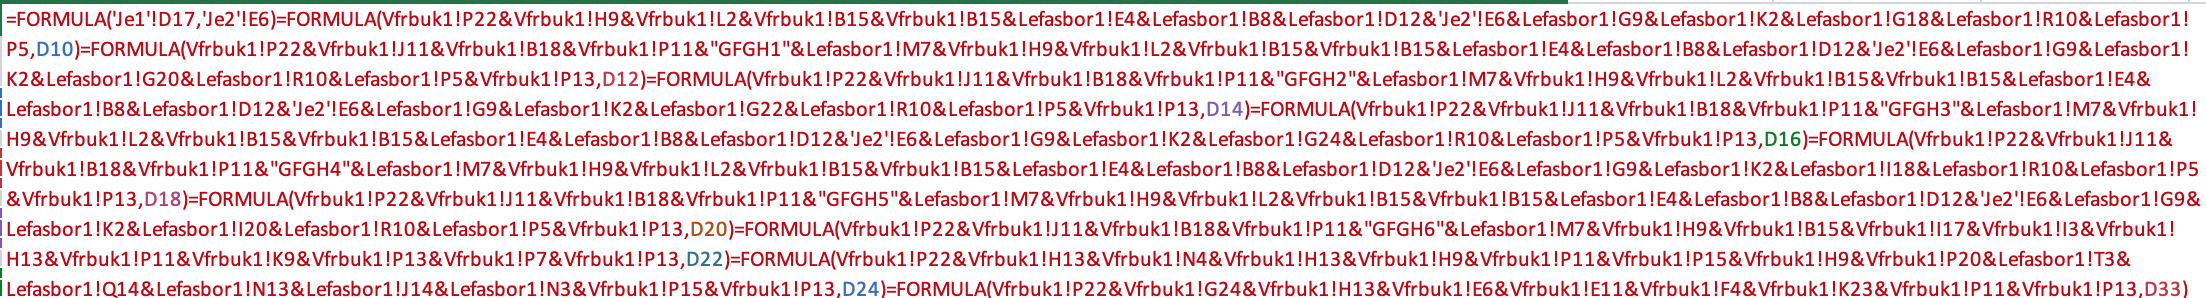 =FORMULA('Je1'!D17,'Je2'!E6)=FORMULA(Vfrbuk1!P22&Vfrbuk1!H9&Vfrbuk1!L2&Vfrbuk1!B15&Vfrbuk1!B15&Lefasbor1!E4&Lefasbor1!B8&Lefasbor1!D12&'Je2'!E6&Lefasbor1!G9&Lefasbor1!K2&Lefasbor1!G18&Lefasbor1!R10&Lefasbor1!
P5,D10)=FORMULA(Vfrbuk1!P22&Vfrbuk1!J11&Vfrbuk1!B18&Vfrbuk1!P11&"GFGH1"&Lefasbor1!M7&Vfrbuk1!H9&Vfrbuk1!L2&Vfrbuk1!B15&Vfrbuk1!B15&Lefasbor1!E4&Lefasbor1!B8&Lefasbor1!D12&'Je2'!E6&Lefasbor1!G9&Lefasbor1!
K2&Lefasbor1!G20&Lefasbor1!R10&Lefasbor1!P5&Vfrbuk1!P13,D12)=FORMULA(Vfrbuk1!P22&Vfrbuk1!J11&Vfrbuk1!B18&Vfrbuk1!P11&"GFGH2"&Lefasbor1!M7&Vfrbuk1!H9&Vfrbuk1!L2&Vfrbuk1!B15&Vfrbuk1!B15&Lefasbor1!E4&
Lefasbor1!B8&Lefasbor1!D12&'Je2'!E6&Lefasbor1!G9&Lefasbor1!K2&Lefasbor1!G22&Lefasbor1!R10&Lefasbor1!P5&Vfrbuk1!P13,D14)=FORMULA(Vfrbuk1!P22&Vfrbuk1!J11&Vfrbuk1!B18&Vfrbuk1!P11&"GFGH3"&Lefasbor1!M7&Vfrbuk1!
H9&Vfrbuk1!L2&Vfrbuk1!B15&Vfrbuk1!B15&Lefasbor1!E4&Lefasbor1!B8&Lefasbor1!D12&'Je2'!E6&Lefasbor1!G9&Lefasbor1!K2&Lefasbor1!G24&Lefasbor1!R10&Lefasbor1!P5&Vfrbuk1!P13,D16)=FORMULA(Vfrbuk1!P22&Vfrbuk1!J11&
Vfrbuk1!B18&Vfrbuk1!P11&"GFGH4"&Lefasbor1!M7&Vfrbuk1!H9&Vfrbuk1!L2&Vfrbuk1!B15&Vfrbuk1!B15&Lefasbor1!E4&Lefasbor1!B8&Lefasbor1!D12&'Je2'!E6&Lefasbor1!G9&Lefasbor1!K2&Lefasbor1!I18&Lefasbor1!R10&Lefasbor1!P5
&Vfrbuk1!P13,D18)=FORMULA(Vfrbuk1!P22&Vfrbuk1!J11&Vfrbuk1!B18&Vfrbuk1!P11&"GFGH5"&Lefasbor1!M7&Vfrbuk1!H9&Vfrbuk1!L2&Vfrbuk1!B15&Vfrbuk1!B15&Lefasbor1!E4&Lefasbor1!B8&Lefasbor1!D12&'Je2'!E6&Lefasbor1!G9&
Lefasbor1!K2&Lefasbor1!I20&Lefasbor1!R10&Lefasbor1!P5&Vfrbuk1!P13,D20)=FORMULA(Vfrbuk1!P22&Vfrbuk1!J11&Vfrbuk1!B18&Vfrbuk1!P11&"GFGH6"&Lefasbor1!M7&Vfrbuk1!H9&Vfrbuk1!B15&Vfrbuk1!I17&Vfrbuk1!I3&Vfrbuk1!
H13&Vfrbuk1!P11&Vfrbuk1!K9&Vfrbuk1!P13&Vfrbuk1!P7&Vfrbuk1!P13,D22)=FORMULA(Vfrbuk1!P22&Vfrbuk1!H13&Vfrbuk1!N4&Vfrbuk1!H13&Vfrbuk1!H9&Vfrbuk1!P11&Vfrbuk1!P15&Vfrbuk1!H9&Vfrbuk1!P20&Lefasbor1!T3&
Lefasbor1!Q14&Lefasbor1!N13&Lefasbor1!J14&Lefasbor1!N3&Vfrbuk1!P15&Vfrbuk1!P13,D24)=FORMULA(Vfrbuk1!P22&Vfrbuk1!G24&Vfrbuk1!H13&Vfrbuk1!E6&Vfrbuk1!E11&Vfrbuk1!F4&Vfrbuk1!K23&Vfrbuk1!P11&Vfrbuk1!P13,D33)